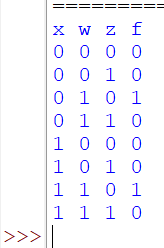 =========
x w z f
0 0 0 0
0 0 1 0
0 1 0 1
0 1 1 0
1 0 0 0
1 0 1 0
1 1 0 1
1 1 1 0
>>>